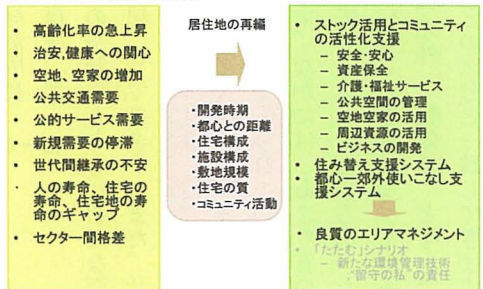 ・ 高齢化率の急上昇
・ 治安,健康への関心
・ 空地、空家の増加
・ 公共交通需要
・ 公的サービス需要
・ 新規需要の停滞
・ 世代間継承の不安
・ 人の寿命、住宅の
寿命、住宅地の寿
命のギャップ
・ セクター間格差
居住地の再編
・開発時期
・都心との距離
・住宅構成
・施設構成
・敷地規模
・住宅の質
・コミュニティ活動
・ ストック活用とコミュニティ
の活性化支援
– 安全・安心
– 資産保全
– 介護・福祉サービス
– 公共空間の管理
– 空地空家の活用
– 周辺資源の活用
– ビジネスの開発
・ 住み替え支援システム
・ 都心ー郊外使いこなし支
援システム
・ 良質のエリアマネジメント
・ 「たたむ」シナリオ
– 新たな環境管理技術
,“留守の私”の責任